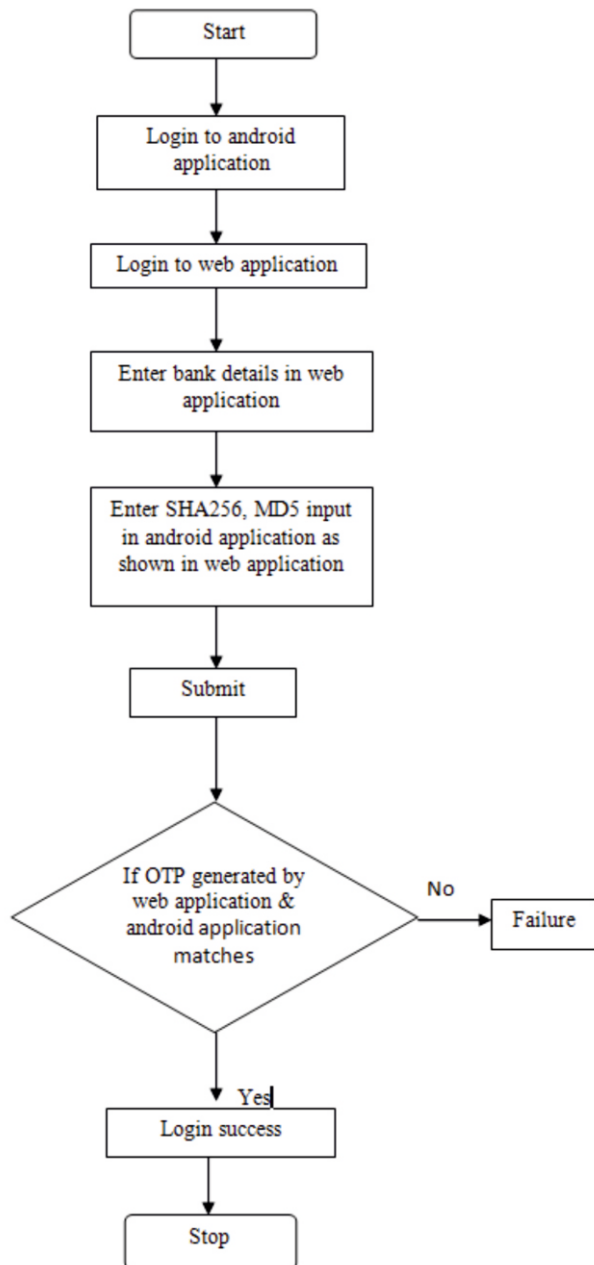 Start
Login to android
application
Login to web application
Enter bank details in web
application
Enter SHA256, MD5 input
in android application as
shown in web application
Submit
If OTP generated by
web application &
android application
matches
No
Failure
Yes
Login success
Stop